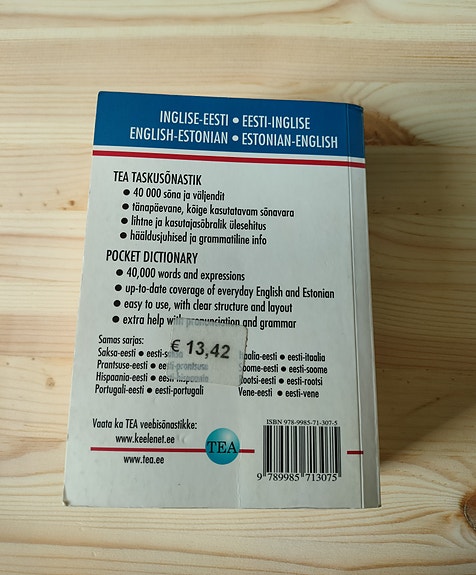 INGLISE-EESTI • EESTI-INGLISE
ENGLISH-ESTONIAN • ESTONIAN-ENGLISH
TEA TASKUSÕNASTIK
• 40 000 sõna ja väljendit
• tänapäevane, kõige kasutatavam sõnavara
• lihtne ja kasutajasõbralik ülesehitus
• hääldusjuhised ja grammatiline info
POCKET DICTIONARY
• 40,000 words and expressions
• up-to-date coverage of everyday English and Estonian
• easy to use, with clear structure and layout
• extra help with pronunciation and grammar
€ 13,42
Samas sarjas:
Saksa-eesti • eesti-saksa
Prantsuse-eesti • eesti-prantsuse
Hispaania-eesti • eesti-hispaania
Portugali-eesti • eesti-portugali
Itaalia-eesti • eesti-itaalia
Soome-eesti • eesti-soome
Rootsi-eesti • eesti-rootsi
Vene-eesti • eesti-vene
Vaata ka TEA veebisõnastikke:
www.keelenet.ee
www.tea.ee
TEA
ISBN 978-9985-71-307-5
9 789985 713075